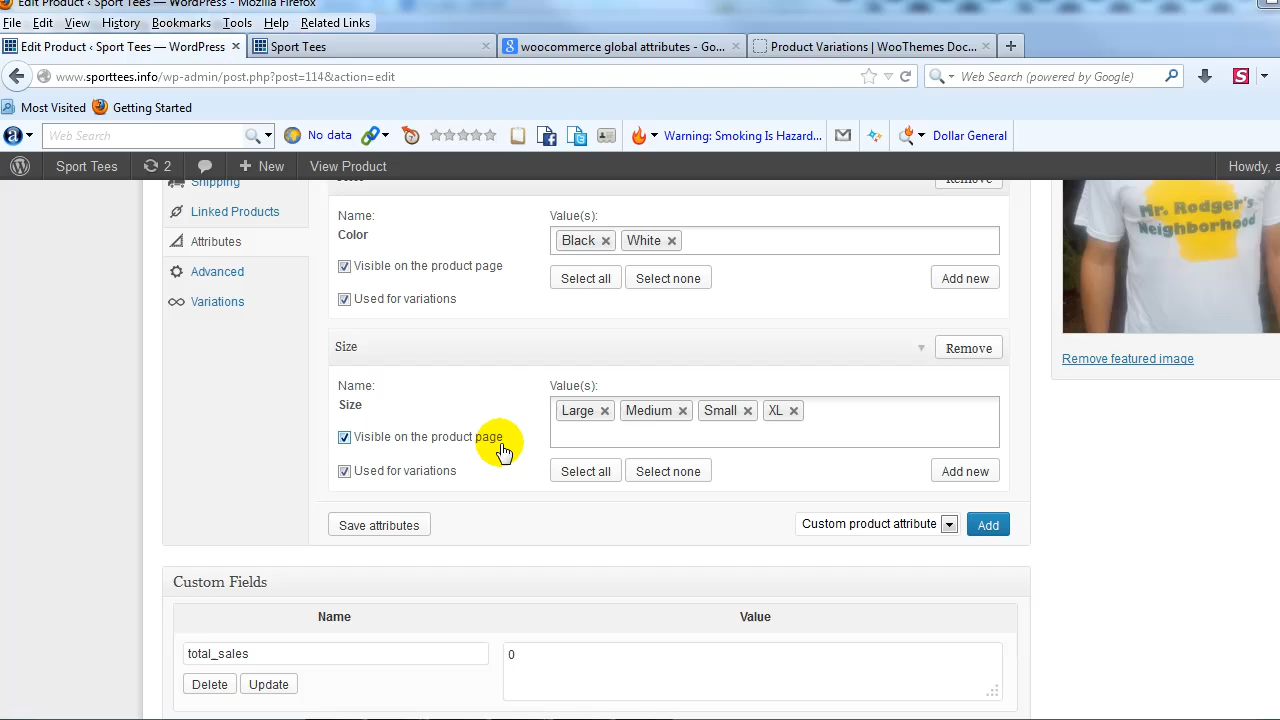 Edit Product ‹ Sport Tees — WordPress - Mozilla Firefox
File Edit View History Bookmarks Tools Help Related Links
Edit Product ‹ Sport Tees — WordPress × Sport Tees × woocommerce global attributes - Go... × Product Variations | WooThemes Doc... × +
www.sporttees.info/wp-admin/post.php?post=114&action=edit Web Search (powered by Google) S
Most Visited Getting Started
a Web Search No data Warning: Smoking Is Hazard... Dollar General
Sport Tees 2 + New View Product Howdy, a
Shipping Remove
Linked Products
Attributes
Advanced
Variations
Name: Value(s):
Color Black × White ×
Visible on the product page
Select all Select none Add new
Used for variations
Size Remove
Name: Value(s):
Size Large × Medium × Small × XL ×
Visible on the product page
Used for variations Select all Select none Add new
Save attributes Custom product attribute Add
Mr. Rodger's
Neighborhood
Remove featured image
Custom Fields
Name Value
total_sales 0
Delete Update